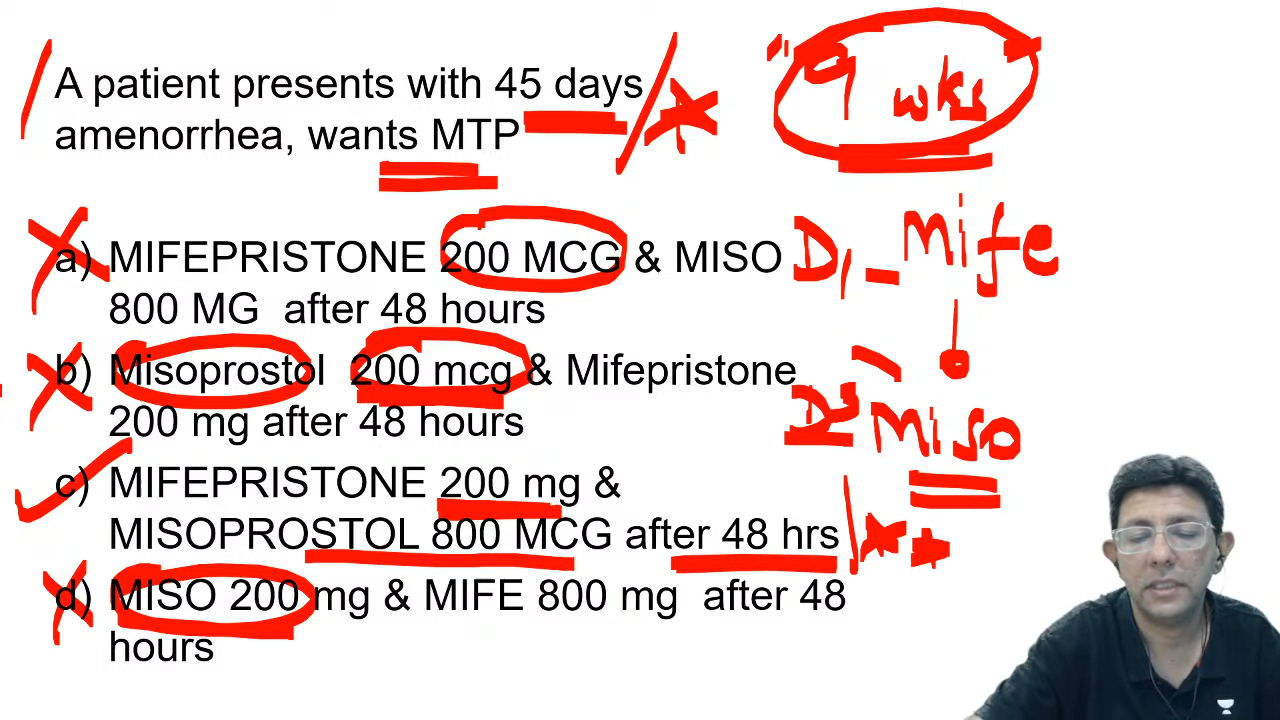 A patient presents with 45 days
amenorrhea, wants MTP
9 wks
a) MIFEPRISTONE 200 MCG & MISO
800 MG after 48 hours
b) Misoprostol 200 mcg & Mifepristone
200 mg after 48 hours
c) MIFEPRISTONE 200 mg &
MISOPROSTOL 800 MCG after 48 hrs
d) MISO 200 mg & MIFE 800 mg after 48
hours
D1 - Mife
D3 Miso